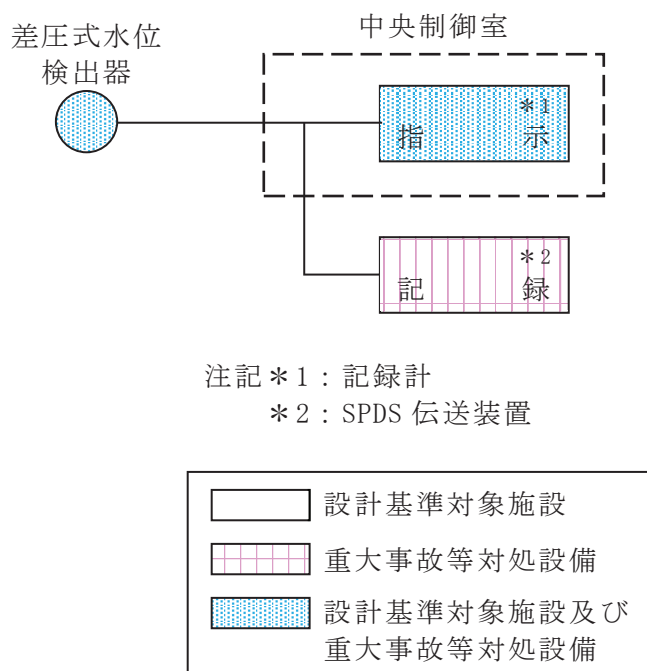 差圧式水位
検出器
中央制御室
*1
指 示
*2
記 録
注記*1:記録計
*2:SPDS 伝送装置
設計基準対象施設
重大事故等対処設備
設計基準対象施設及び
重大事故等対処設備